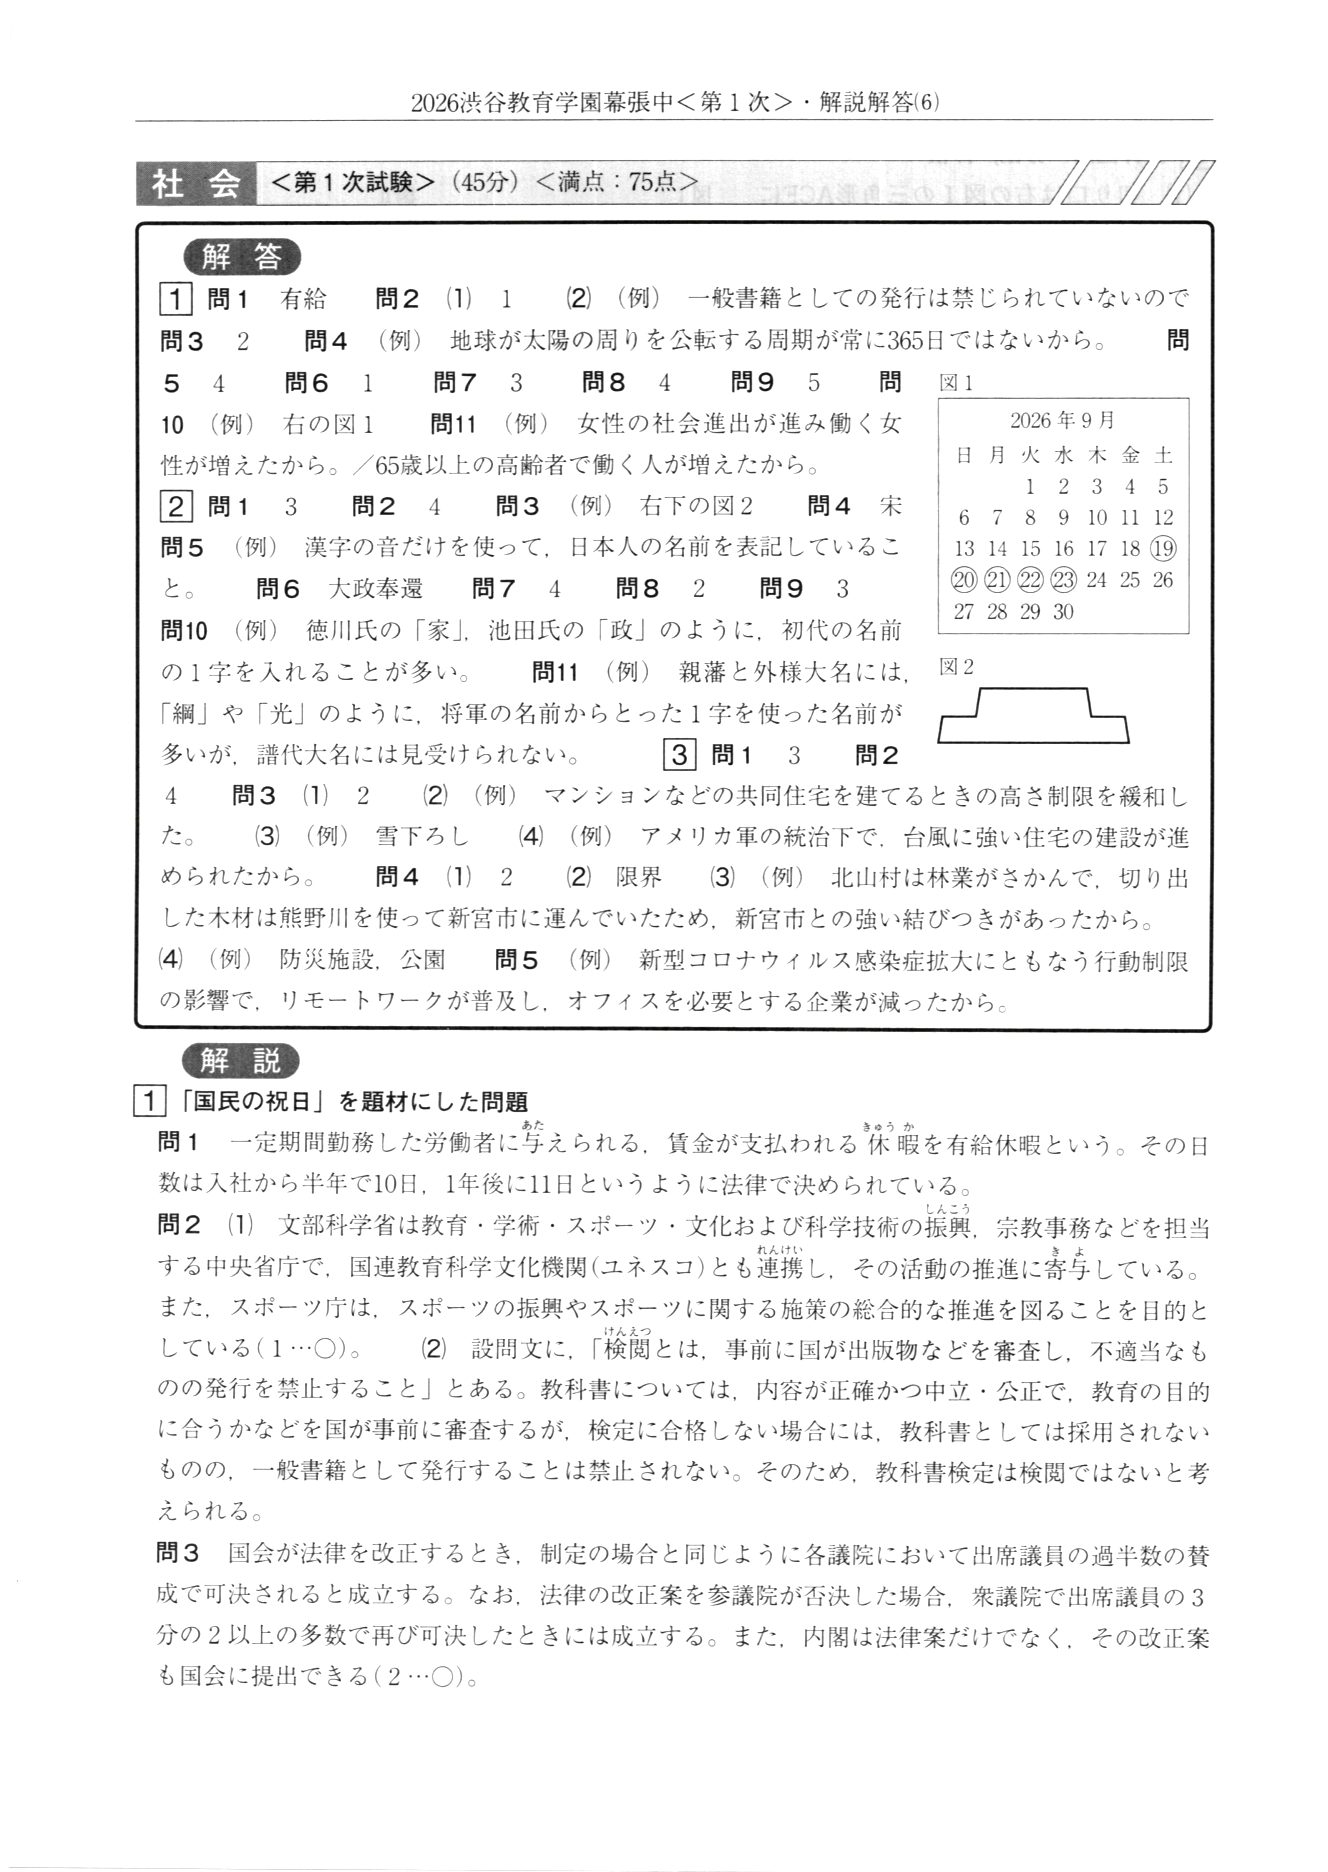 2026渋谷教育学園幕張中＜第１次＞・解説解答(6)
社会 ＜第１次試験＞（45分）＜満点：75点＞
解答
1 問1 有給 問2 (1) 1 (2) （例） 一般書籍としての発行は禁じられていないので
問3 2 問4 （例） 地球が太陽の周りを公転する周期が常に365日ではないから。 問
5 4 問6 1 問7 3 問8 4 問9 5 問
10 （例） 右の図1 問11 （例） 女性の社会進出が進み働く女
性が増えたから。／65歳以上の高齢者で働く人が増えたから。
2 問1 3 問2 4 問3 （例） 右下の図2 問4 宋
問5 （例） 漢字の音だけを使って，日本人の名前を表記しているこ
と。 問6 大政奉還 問7 4 問8 2 問9 3
問10 （例） 徳川氏の「家」，池田氏の「政」のように，初代の名前
の1字を入れることが多い。 問11 （例） 親藩と外様大名には，
「綱」や「光」のように，将軍の名前からとった1字を使った名前が
多いが，譜代大名には見受けられない。 3 問1 3 問2
4 問3 (1) 2 (2) （例） マンションなどの共同住宅を建てるときの高さ制限を緩和し
た。 (3) （例） 雪下ろし (4) （例） アメリカ軍の統治下で，台風に強い住宅の建設が進
められたから。 問4 (1) 2 (2) 限界 (3) （例） 北山村は林業がさかんで，切り出
した木材は熊野川を使って新宮市に運んでいたため，新宮市との強い結びつきがあったから。
(4) （例） 防災施設，公園 問5 （例） 新型コロナウィルス感染症拡大にともなう行動制限
の影響で，リモートワークが普及し，オフィスを必要とする企業が減ったから。
図1
2026年9月
日 月 火 水 木 金 土
1 2 3 4 5
6 7 8 9 10 11 12
13 14 15 16 17 18 ⑲
⑳ ㉑ ㉒ ㉓ 24 25 26
27 28 29 30
図2
解説
1 「国民の祝日」を題材にした問題
あた きゅう か
問1 一定期間勤務した労働者に与えられる，賃金が支払われる休暇を有給休暇という。その日
数は入社から半年で10日，1年後に11日というように法律で決められている。
しんこう
問2 (1) 文部科学省は教育・学術・スポーツ・文化および科学技術の振興，宗教事務などを担当
れんけい き よ
する中央省庁で，国連教育科学文化機関(ユネスコ)とも連携し，その活動の推進に寄与している。
また，スポーツ庁は，スポーツの振興やスポーツに関する施策の総合的な推進を図ることを目的と
けんえつ
している(１…○)。 (2) 設問文に，「検閲とは，事前に国が出版物などを審査し，不適当なも
のの発行を禁止すること」とある。教科書については，内容が正確かつ中立・公正で，教育の目的
に合うかなどを国が事前に審査するが，検定に合格しない場合には，教科書としては採用されない
ものの，一般書籍として発行することは禁止されない。そのため，教科書検定は検閲ではないと考
えられる。
問3 国会が法律を改正するとき，制定の場合と同じように各議院において出席議員の過半数の賛
成で可決されると成立する。なお，法律の改正案を参議院が否決した場合，衆議院で出席議員の３
分の２以上の多数で再び可決したときには成立する。また，内閣は法律案だけでなく，その改正案
も国会に提出できる(２…○)。